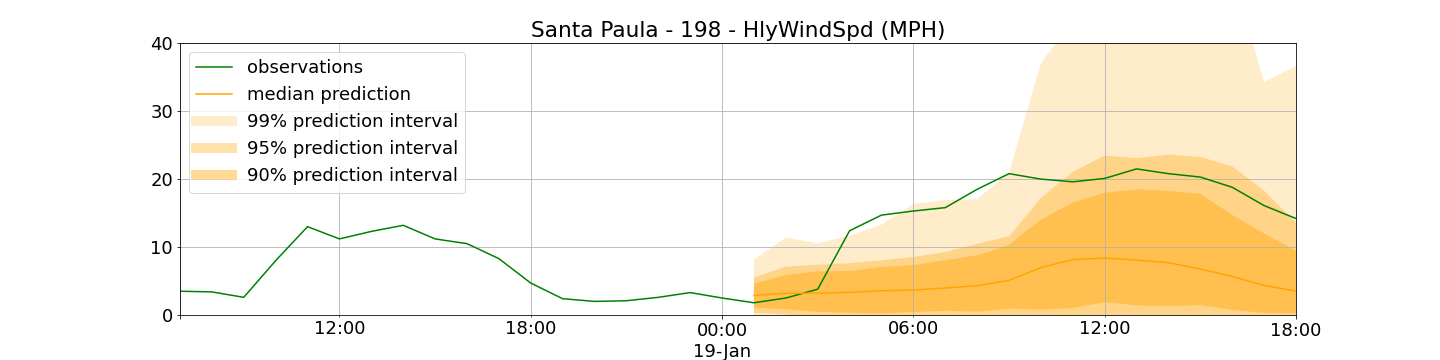 Santa Paula - 198 - HlyWindSpd (MPH)
40
30
20
10
0
observations
median prediction
99% prediction interval
95% prediction interval
90% prediction interval
12:00
18:00
00:00
19-Jan
06:00
12:00
18:00